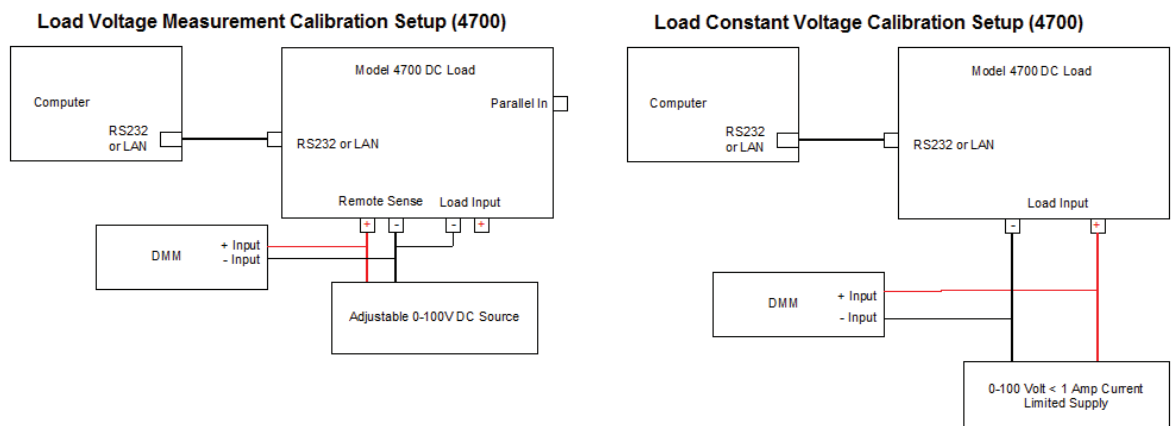 Load Voltage Measurement Calibration Setup (4700)
Model 4700 DC Load
Computer
Parallel In
RS232
or LAN
RS232 or LAN
Remote Sense
Load Input
+
-
-
+
DMM
+ Input
- Input
Adjustable 0-100V DC Source
Load Constant Voltage Calibration Setup (4700)
Model 4700 DC Load
Computer
RS232
or LAN
RS232 or LAN
Load Input
-
+
DMM
+ Input
- Input
0-100 Volt < 1 Amp Current
Limited Supply